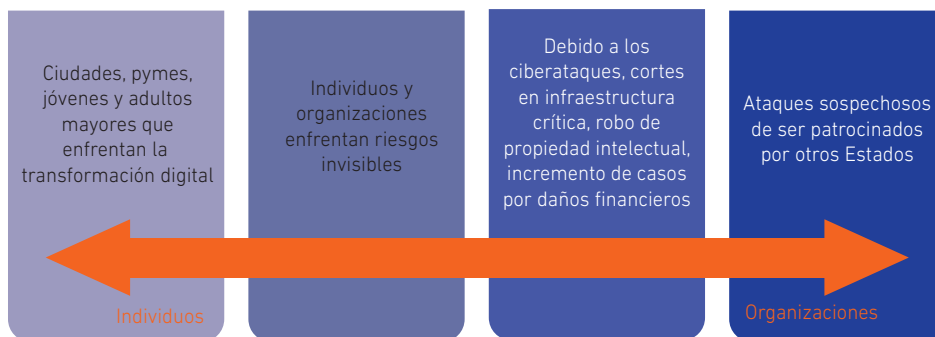 Ciudades, pymes,
jóvenes y adultos
mayores que
enfrentan la
transformación digital
Individuos y
organizaciones
enfrentan riesgos
invisibles
Debido a los
ciberataques, cortes
en infraestructura
crítica, robo de
propiedad intelectual,
incremento de casos
por daños financieros
Ataques sospechosos
de ser patrocinados
por otros Estados
Individuos
Organizaciones